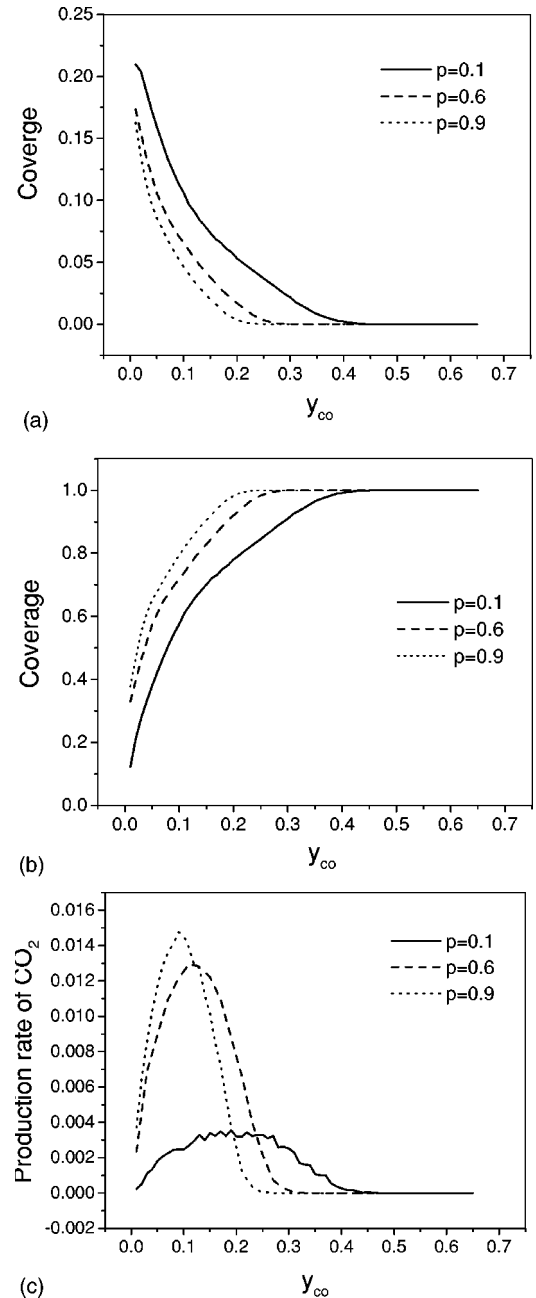 0.25
0.20
0.15
0.10
0.05
0.00
Coverge
p=0.1
p=0.6
p=0.9
0.0 0.1 0.2 0.3 0.4 0.5 0.6 0.7
y_co
(a)
1.0
0.8
0.6
0.4
0.2
0.0
Coverage
p=0.1
p=0.6
p=0.9
0.0 0.1 0.2 0.3 0.4 0.5 0.6 0.7
y_co
(b)
0.016
0.014
0.012
0.010
0.008
0.006
0.004
0.002
0.000
-0.002
Production rate of CO₂
p=0.1
p=0.6
p=0.9
0.0 0.1 0.2 0.3 0.4 0.5 0.6 0.7
y_co
(c)